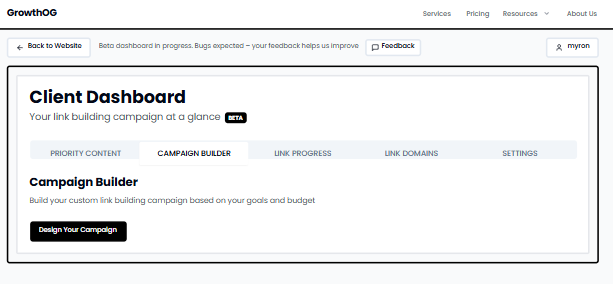 GrowthOG
Services Pricing Resources About Us
Back to Website Beta dashboard in progress. Bugs expected – your feedback helps us improve Feedback myron
Client Dashboard
Your link building campaign at a glance BETA
PRIORITY CONTENT CAMPAIGN BUILDER LINK PROGRESS LINK DOMAINS SETTINGS
Campaign Builder
Build your custom link building campaign based on your goals and budget
Design Your Campaign